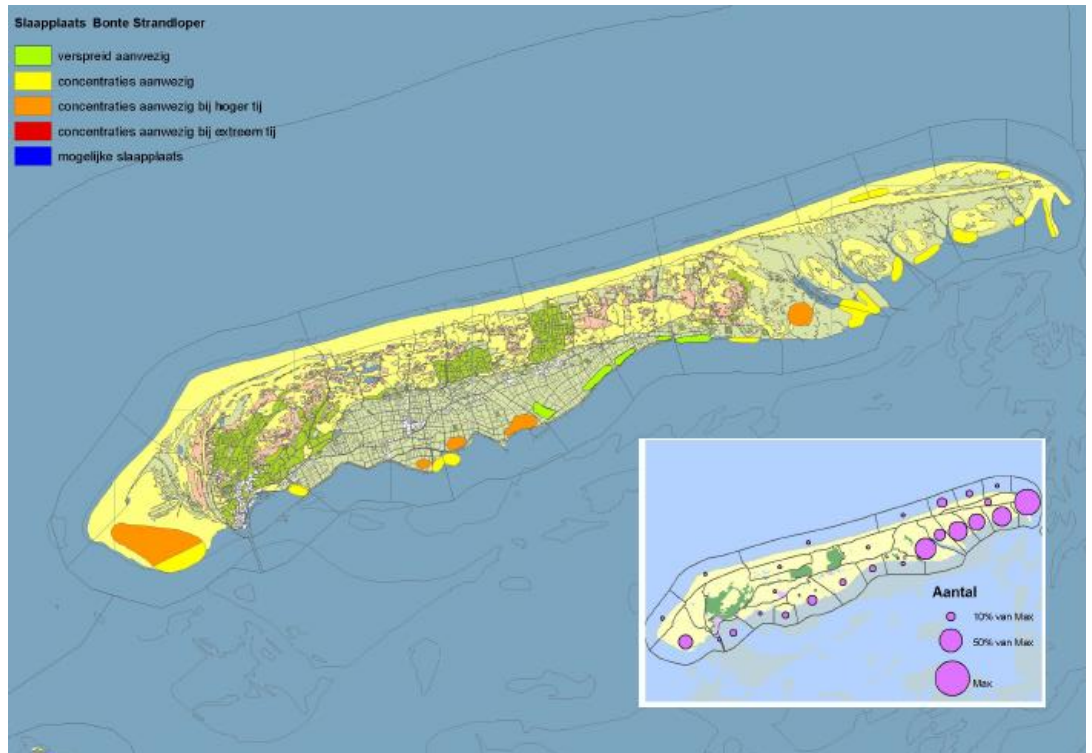 Slaapplaats Bonte Strandloper
verspreid aanwezig
concentraties aanwezig
concentraties aanwezig bij hoger tij
concentraties aanwezig bij extreem tij
mogelijke slaapplaats
Aantal
10% van Max
50% van Max
Max